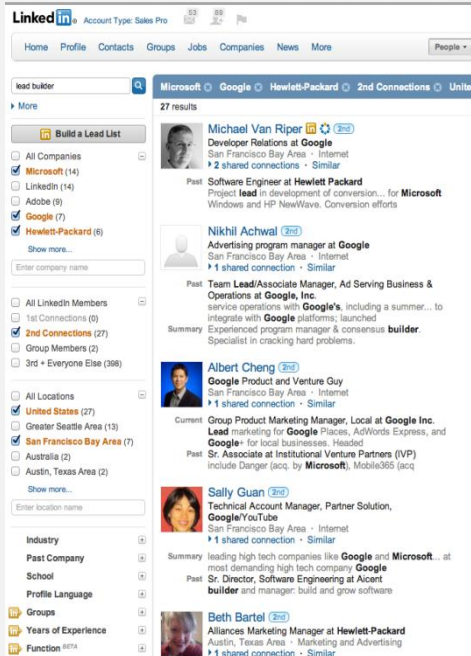 Linked in® Account Type: Sales Pro 53 88
Home Profile Contacts Groups Jobs Companies News More People
lead builder
More
Build a Lead List
All Companies
Microsoft (14)
LinkedIn (14)
Adobe (9)
Google (7)
Hewlett-Packard (6)
Show more...
Enter company name
All LinkedIn Members
1st Connections (0)
2nd Connections (27)
Group Members (2)
3rd + Everyone Else (398)
All Locations
United States (27)
Greater Seattle Area (13)
San Francisco Bay Area (7)
Australia (2)
Austin, Texas Area (2)
Show more...
Enter location name
Industry
Past Company
School
Profile Language
in Groups
in Years of Experience
in Function BETA
Microsoft Google Hewlett-Packard 2nd Connections Unite
27 results
Michael Van Riper in 2nd
Developer Relations at Google
San Francisco Bay Area · Internet
2 shared connections · Similar
Past Software Engineer at Hewlett Packard
Project lead in development of conversion... for Microsoft
Windows and HP NewWave. Conversion efforts
Nikhil Achwal 2nd
Advertising program manager at Google
San Francisco Bay Area · Internet
1 shared connection · Similar
Past Team Lead/Associate Manager, Ad Serving Business &
Operations at Google, Inc.
service operations with Google's, including a summer... to
integrate with Google platforms; launched
Summary Experienced program manager & consensus builder.
Specialist in cracking hard problems.
Albert Cheng 2nd
Google Product and Venture Guy
San Francisco Bay Area · Internet
1 shared connection · Similar
Current Group Product Marketing Manager, Local at Google Inc.
Lead marketing for Google Places, AdWords Express, and
Google+ for local businesses. Headed
Past Sr. Associate at Institutional Venture Partners (IVP)
include Danger (acq. by Microsoft), Mobile365 (acq
Sally Guan 2nd
Technical Account Manager, Partner Solution,
Google/YouTube
San Francisco Bay Area · Internet
1 shared connection · Similar
Summary leading high tech companies like Google and Microsoft... at
most demanding high tech company Google
Past Sr. Director, Software Engineering at Aicent
builder and manager: build and grow software
Beth Bartel 2nd
Alliances Marketing Manager at Hewlett-Packard
Austin, Texas Area · Marketing and Advertising
1 shared connection · Similar